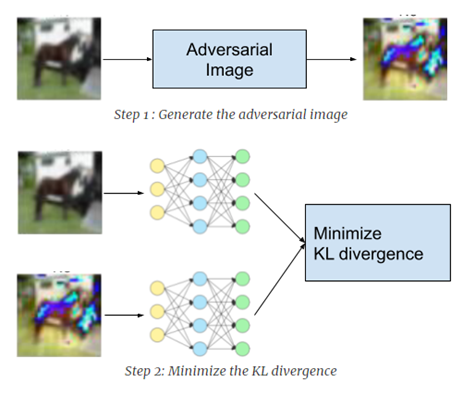 Adversarial
Image
Step 1 : Generate the adversarial image
Minimize
KL divergence
Step 2: Minimize the KL divergence